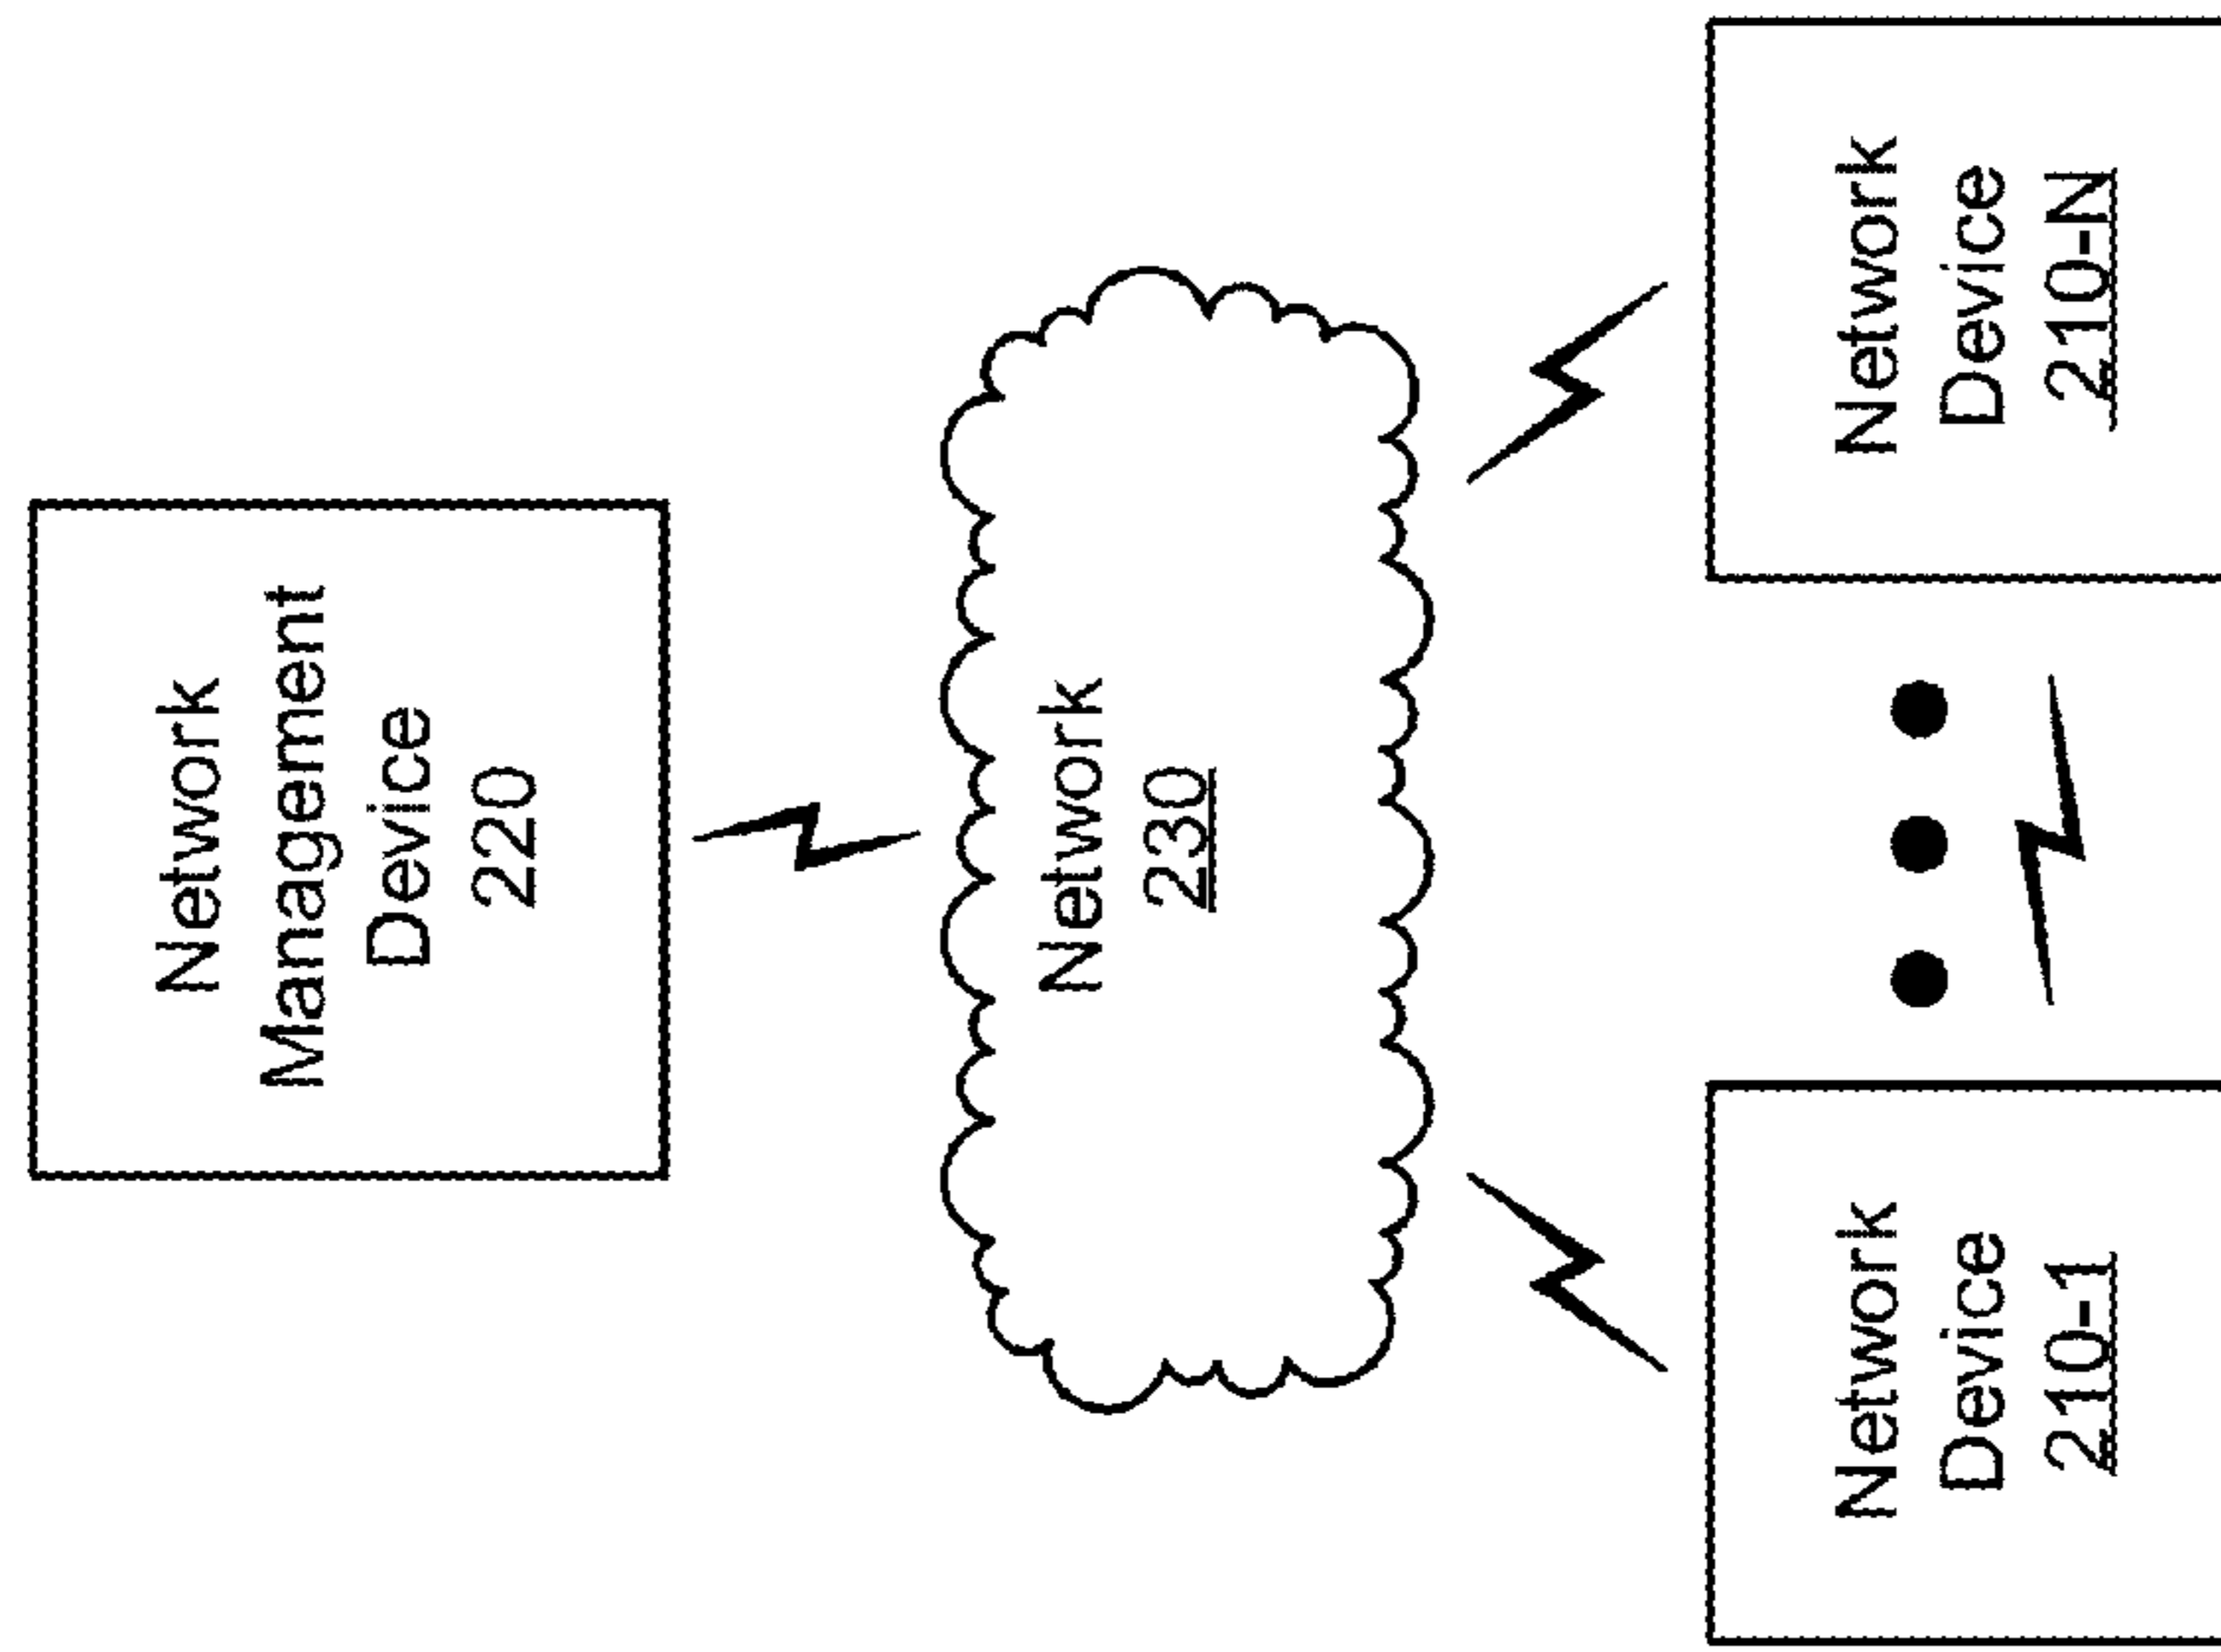 Network
Management
Device
220
Network
230
Network
Device
210-1
Network
Device
210-N